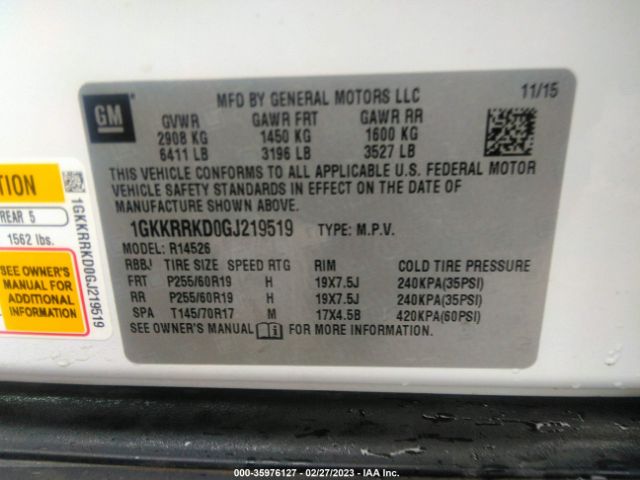 GM
MFD BY GENERAL MOTORS LLC 11/15
GVWR GAWR FRT GAWR RR
2908 KG 1450 KG 1600 KG
6411 LB 3196 LB 3527 LB
THIS VEHICLE CONFORMS TO ALL APPLICABLE U.S. FEDERAL MOTOR
VEHICLE SAFETY STANDARDS IN EFFECT ON THE DATE OF
MANUFACTURE SHOWN ABOVE.
1GKKRRKD0GJ219519 TYPE: M.P.V.
MODEL: R14526
RBBJ TIRE SIZE SPEED RTG RIM COLD TIRE PRESSURE
FRT P255/60R19 H 19X7.5J 240KPA(35PSI)
RR P255/60R19 H 19X7.5J 240KPA(35PSI)
SPA T145/70R17 M 17X4.5B 420KPA(60PSI)
SEE OWNER'S MANUAL FOR MORE INFORMATION.
TION
REAR 5
1562 lbs.
SEE OWNER'S
MANUAL FOR
ADDITIONAL
INFORMATION
1GKKRRKD0GJ219519
000-35976127 - 02/27/2023 - IAA Inc.